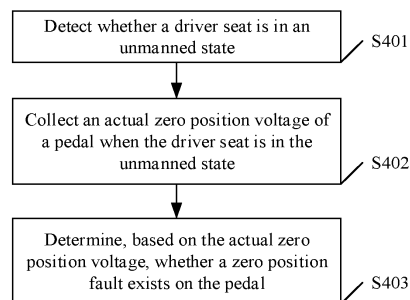 Detect whether a driver seat is in an
unmanned state
S401
Collect an actual zero position voltage of
a pedal when the driver seat is in the
unmanned state
S402
Determine, based on the actual zero
position voltage, whether a zero position
fault exists on the pedal
S403